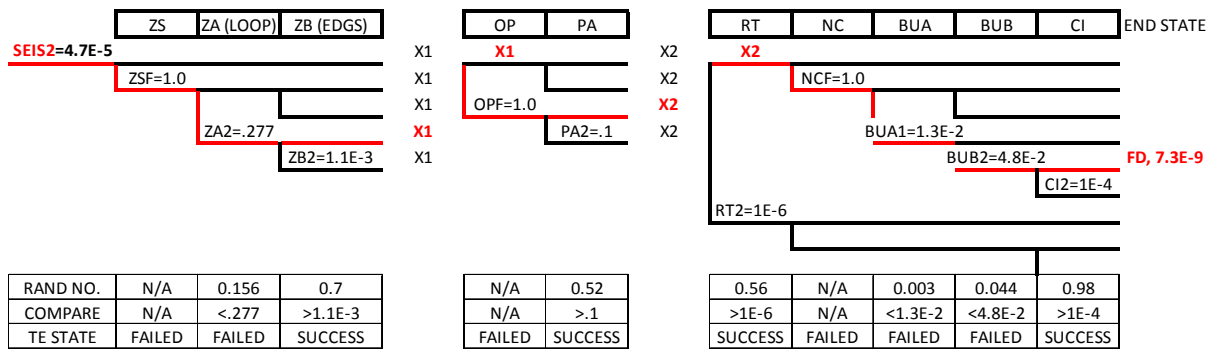 ZS ZA (LOOP) ZB (EDGS) OP PA RT NC BUA BUB CI END STATE
SEIS2=4.7E-5 X1 X1 X2 X2
ZSF=1.0 X1 X2 NCF=1.0
X1 OPF=1.0 X2
ZA2=.277 X1 PA2=.1 X2 BUA1=1.3E-2
ZB2=1.1E-3 X1 BUB2=4.8E-2 FD, 7.3E-9
CI2=1E-4
RT2=1E-6
RAND NO. N/A 0.156 0.7 N/A 0.52 0.56 N/A 0.003 0.044 0.98
COMPARE N/A <.277 >1.1E-3 N/A >.1 >1E-6 N/A <1.3E-2 <4.8E-2 >1E-4
TE STATE FAILED FAILED SUCCESS FAILED SUCCESS SUCCESS FAILED FAILED FAILED SUCCESS